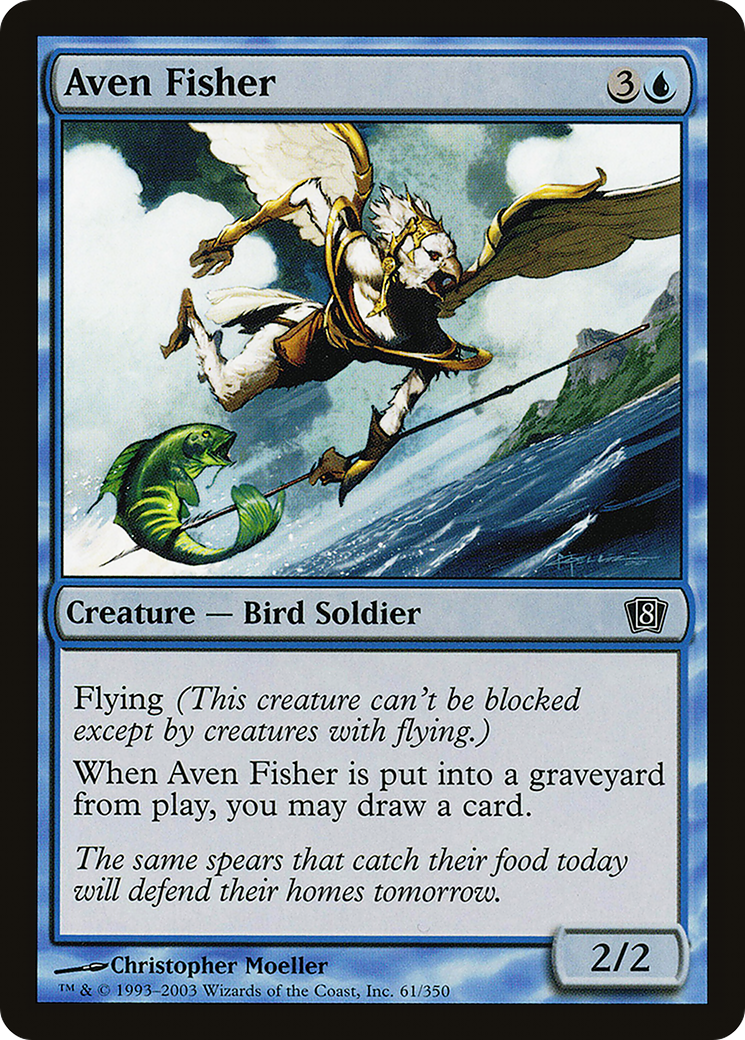 Aven Fisher 3
Creature — Bird Soldier 8
Flying (This creature can't be blocked
except by creatures with flying.)
When Aven Fisher is put into a graveyard
from play, you may draw a card.
The same spears that catch their food today
will defend their homes tomorrow.
2/2
Christopher Moeller
™ & © 1993–2003 Wizards of the Coast, Inc. 61/350